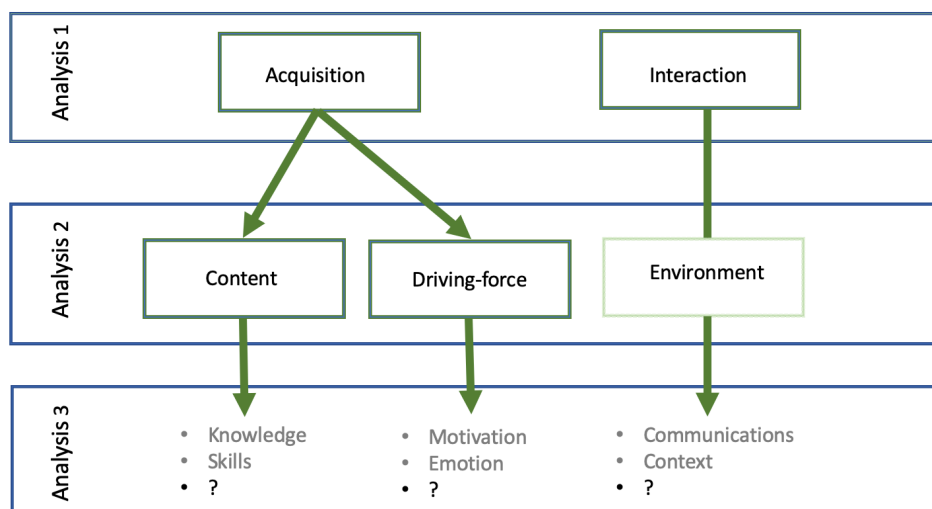 Analysis 1
Acquisition
Interaction
Analysis 2
Content
Driving-force
Environment
Analysis 3
• Knowledge
• Skills
• ?
• Motivation
• Emotion
• ?
• Communications
• Context
• ?